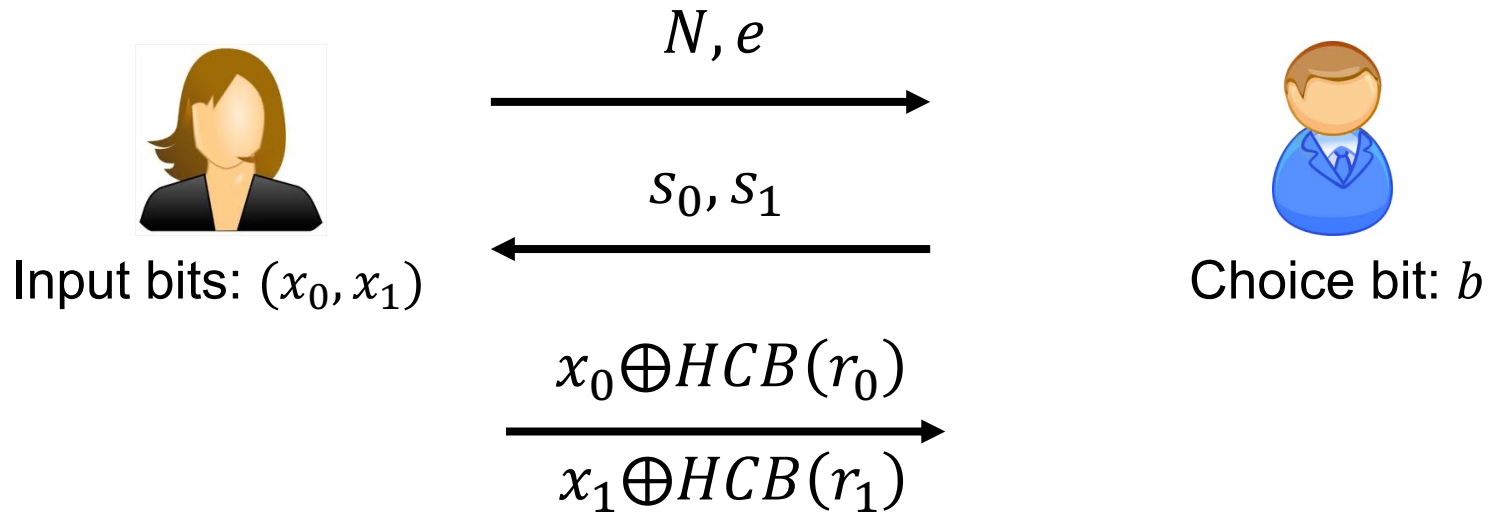 N, e
s₀, s₁
Input bits: (x₀, x₁)
Choice bit: b
x₀⊕HCB(r₀)
x₁⊕HCB(r₁)